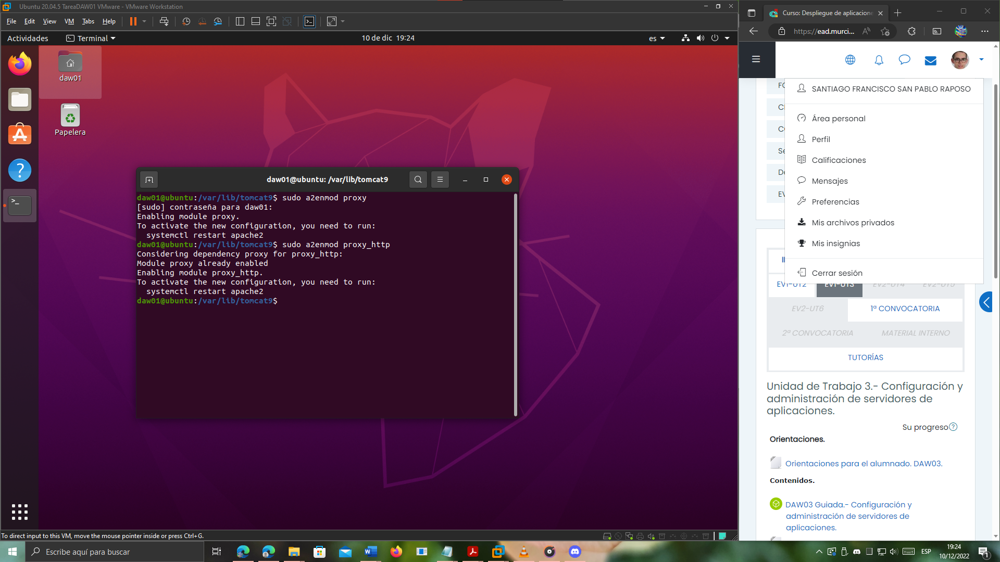 Ubuntu 20.04.5 TareaDAW01 VMware - VMware Workstation
File Edit View VM Tabs Help
Actividades
Terminal
10 de dic 19:24
es
daw01
Papelera
daw01@ubuntu: /var/lib/tomcat9
daw01@ubuntu:/var/lib/tomcat9$ sudo a2enmod proxy
[sudo] contraseña para daw01:
Enabling module proxy.
To activate the new configuration, you need to run:
systemctl restart apache2
daw01@ubuntu:/var/lib/tomcat9$ sudo a2enmod proxy_http
Considering dependency proxy for proxy_http:
Module proxy already enabled
Enabling module proxy_http.
To activate the new configuration, you need to run:
systemctl restart apache2
daw01@ubuntu:/var/lib/tomcat9$
To direct input to this VM, move the mouse pointer inside or press Ctrl+G.
Curso: Despliegue de aplicacione
https://ead.murci...
SANTIAGO FRANCISCO SAN PABLO RAPOSO
Área personal
Perfil
Calificaciones
Mensajes
Preferencias
Mis archivos privados
Mis insignias
Cerrar sesión
EV1-UT2 EV1-UT3 EV2-UT4 EV2-UT5
EV2-UT6 1ª CONVOCATORIA
2ª CONVOCATORIA MATERIAL INTERNO
TUTORÍAS
Unidad de Trabajo 3.- Configuración y
administración de servidores de
aplicaciones.
Su progreso
Orientaciones.
Orientaciones para el alumnado. DAW03.
Contenidos.
DAW03 Guiada.- Configuración y
administración de servidores de
aplicaciones.
Escribe aquí para buscar
ESP
19:24
10/12/2022
1